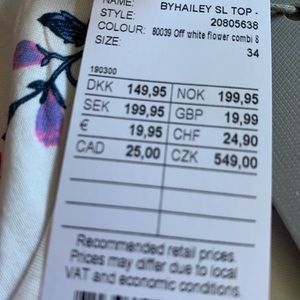 NAME: BYHAILEY SL TOP -
STYLE: 20805638
COLOUR: 80039 Off white flower combi 8
SIZE: 34
190300
DKK 149,95 NOK 199,95
SEK 199,95 GBP 19,99
€ 19,95 CHF 24,90
CAD 25,00 CZK 549,00
Recommended retail prices.
Prices may differ due to local
VAT and economic conditions.